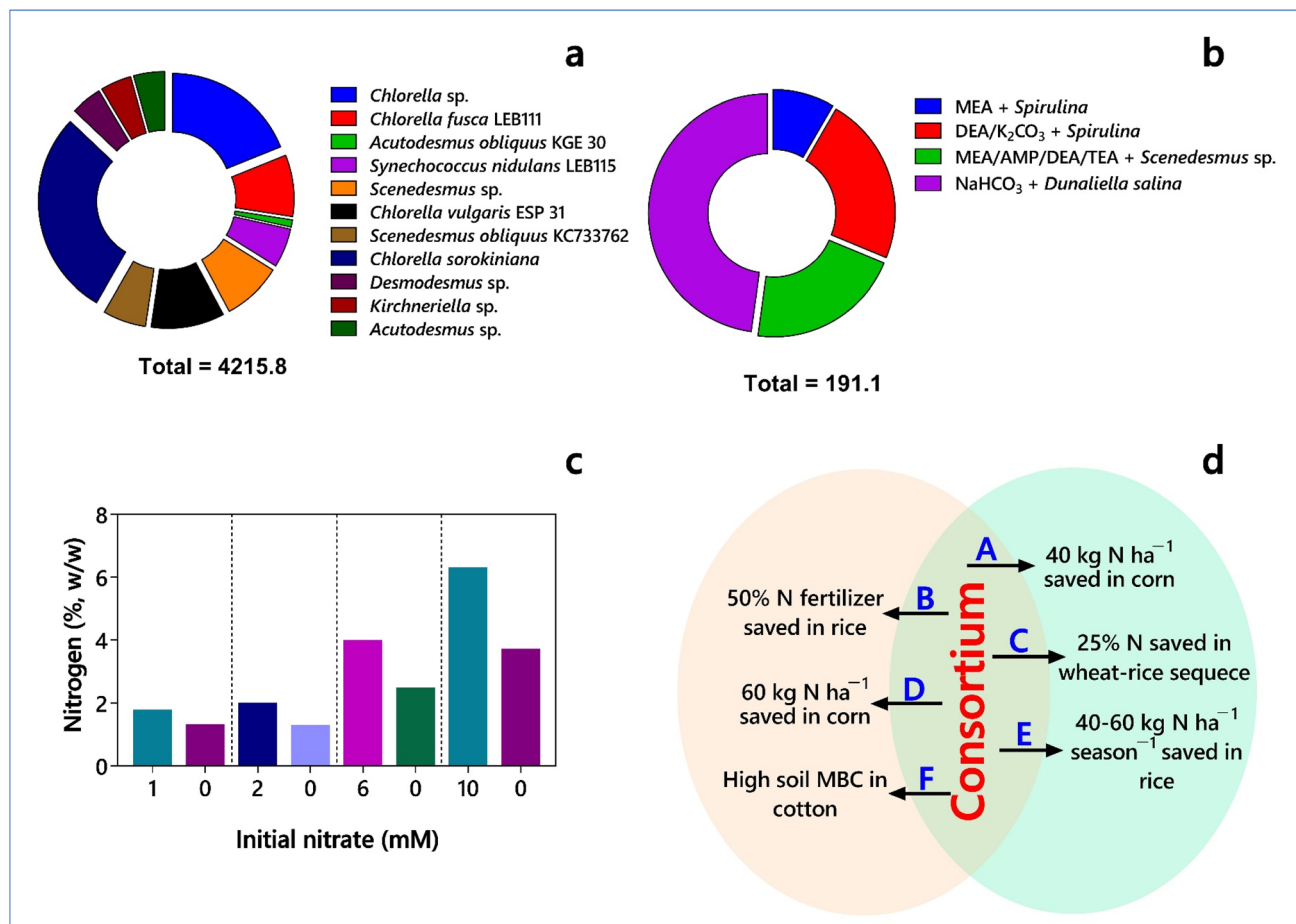 a
Chlorella sp.
Chlorella fusca LEB111
Acutodesmus obliquus KGE 30
Synechococcus nidulans LEB115
Scenedesmus sp.
Chlorella vulgaris ESP 31
Scenedesmus obliquus KC733762
Chlorella sorokiniana
Desmodesmus sp.
Kirchneriella sp.
Acutodesmus sp.
Total = 4215.8
b
MEA + Spirulina
DEA/K₂CO₃ + Spirulina
MEA/AMP/DEA/TEA + Scenedesmus sp.
NaHCO₃ + Dunaliella salina
Total = 191.1
c
Nitrogen (%, w/w)
8
6
4
2
0
1 0 2 0 6 0 10 0
Initial nitrate (mM)
d
Consortium
A
40 kg N ha⁻¹
saved in corn
B
50% N fertilizer
saved in rice
C
25% N saved in
wheat-rice sequece
D
60 kg N ha⁻¹
saved in corn
E
40-60 kg N ha⁻¹
season⁻¹ saved in
rice
F
High soil MBC in
cotton